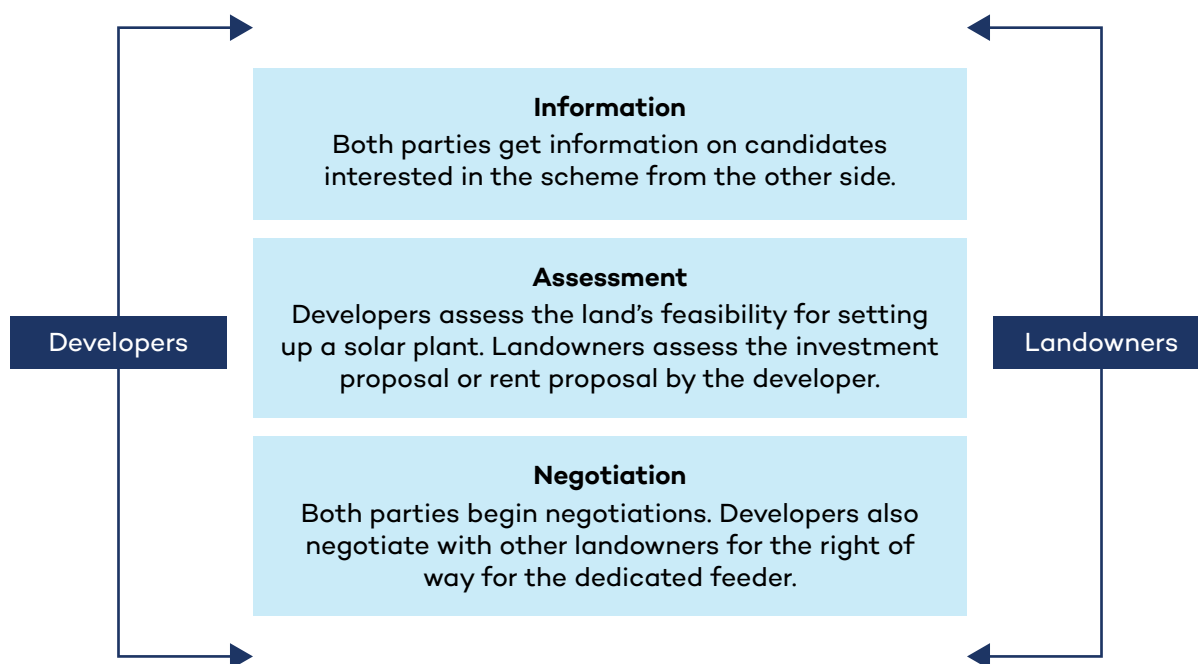 Information
Both parties get information on candidates
interested in the scheme from the other side.
Assessment
Developers assess the land’s feasibility for setting
up a solar plant. Landowners assess the investment
proposal or rent proposal by the developer.
Developers
Landowners
Negotiation
Both parties begin negotiations. Developers also
negotiate with other landowners for the right of
way for the dedicated feeder.